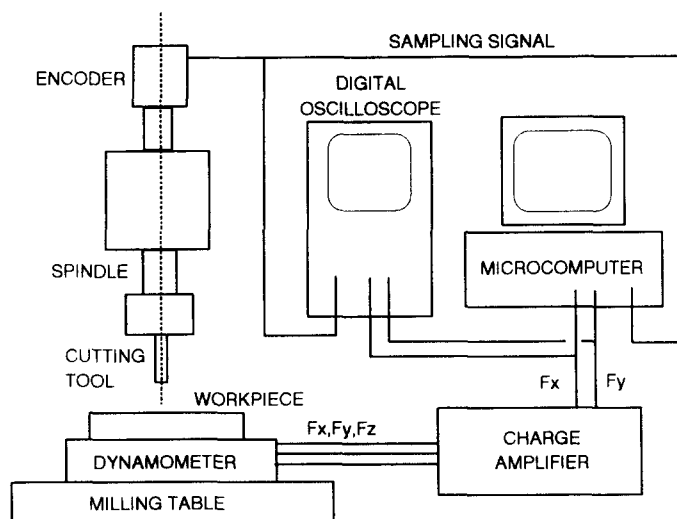 SAMPLING SIGNAL
ENCODER
DIGITAL
OSCILLOSCOPE
SPINDLE
MICROCOMPUTER
CUTTING
TOOL
Fx
Fy
WORKPIECE
Fx,Fy,Fz
CHARGE
AMPLIFIER
DYNAMOMETER
MILLING TABLE